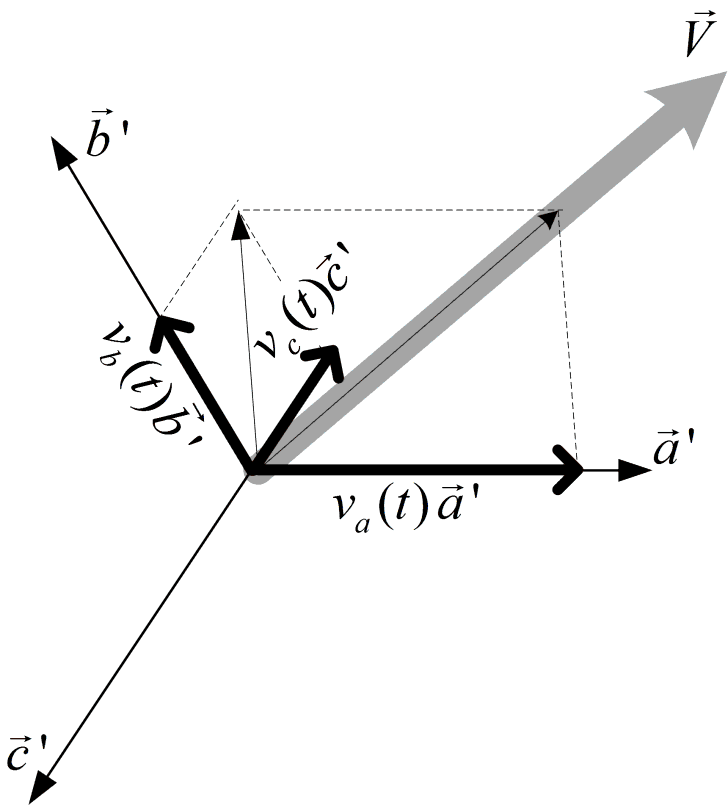 V⃗
b⃗'
v_c(t)c⃗'
v_b(t)b⃗'
a⃗'
v_a(t)a⃗'
c⃗'